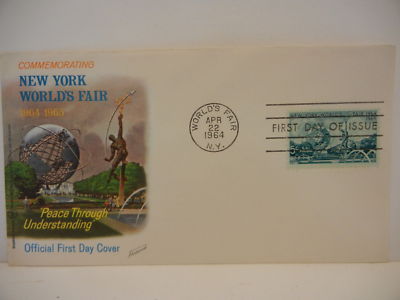 COMMEMORATING
NEW YORK
WORLD'S FAIR
1964-1965
"Peace Through
Understanding"
Official First Day Cover
WORLD'S FAIR
APR
22
1964
N.Y.
FIRST DAY OF ISSUE